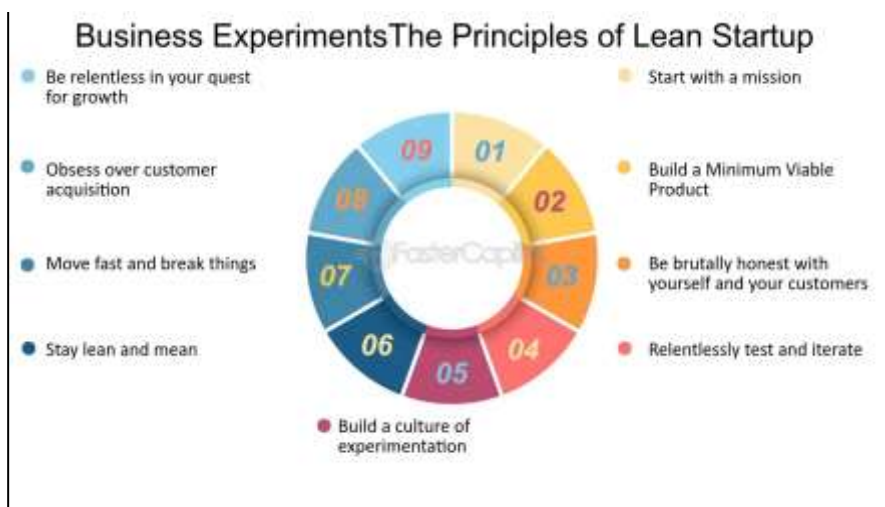 Business ExperimentsThe Principles of Lean Startup
Be relentless in your quest
for growth
Obsess over customer
acquisition
Move fast and break things
Stay lean and mean
Start with a mission
Build a Minimum Viable
Product
Be brutally honest with
yourself and your customers
Relentlessly test and iterate
Build a culture of
experimentation
09
01
08
02
07
03
06
04
05